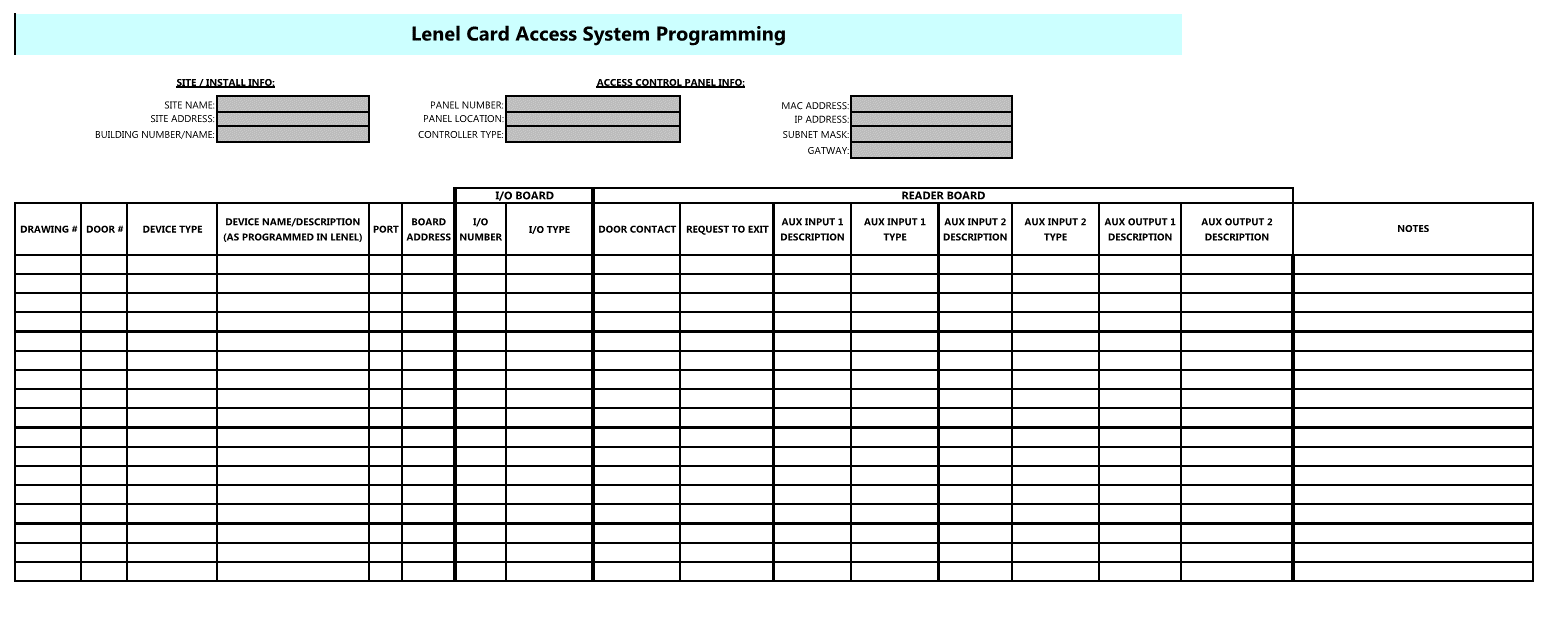 Lenel Card Access System Programming
SITE / INSTALL INFO: ACCESS CONTROL PANEL INFO:
SITE NAME: PANEL NUMBER: MAC ADDRESS:
SITE ADDRESS: PANEL LOCATION: IP ADDRESS:
BUILDING NUMBER/NAME: CONTROLLER TYPE: SUBNET MASK:
GATWAY:
I/O BOARD READER BOARD
DRAWING # DOOR # DEVICE TYPE DEVICE NAME/DESCRIPTION (AS PROGRAMMED IN LENEL) PORT BOARD ADDRESS I/O NUMBER I/O TYPE DOOR CONTACT REQUEST TO EXIT AUX INPUT 1 DESCRIPTION AUX INPUT 1 TYPE AUX INPUT 2 DESCRIPTION AUX INPUT 2 TYPE AUX OUTPUT 1 DESCRIPTION AUX OUTPUT 2 DESCRIPTION NOTES